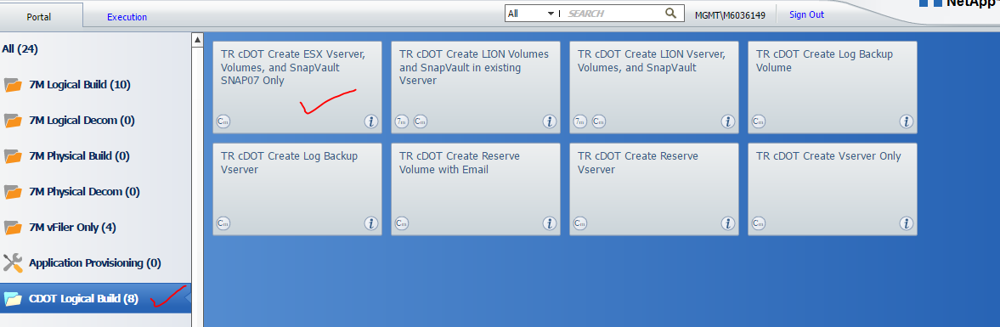 NetApp
Portal
Execution
All
SEARCH
MGMT\M6036149
Sign Out
All (24)
7M Logical Build (10)
7M Logical Decom (0)
7M Physical Build (0)
7M Physical Decom (0)
7M vFiler Only (4)
Application Provisioning (0)
CDOT Logical Build (8)
TR cDOT Create ESX Vserver,
Volumes, and SnapVault
SNAP07 Only
Cm
i
TR cDOT Create LION Volumes
and SnapVault in existing
Vserver
7m Cm
i
TR cDOT Create LION Vserver,
Volumes, and SnapVault
7m Cm
i
TR cDOT Create Log Backup
Volume
Cm
i
TR cDOT Create Log Backup
Vserver
Cm
i
TR cDOT Create Reserve
Volume with Email
Cm
i
TR cDOT Create Reserve
Vserver
Cm
i
TR cDOT Create Vserver Only
Cm
i